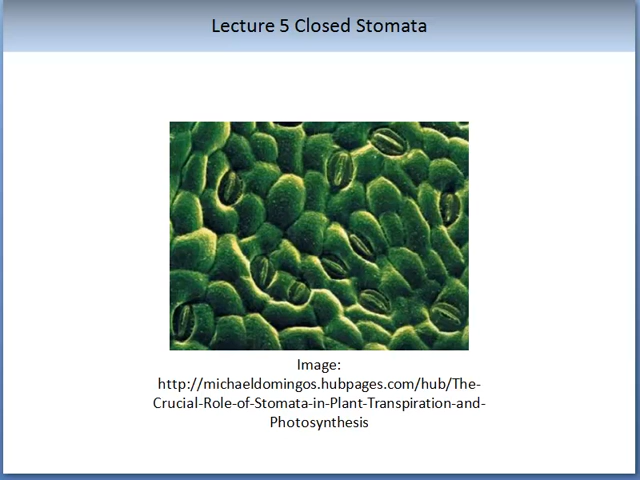 Lecture 5 Closed Stomata
Image:
http://michaeldomingos.hubpages.com/hub/The-
Crucial-Role-of-Stomata-in-Plant-Transpiration-and-
Photosynthesis